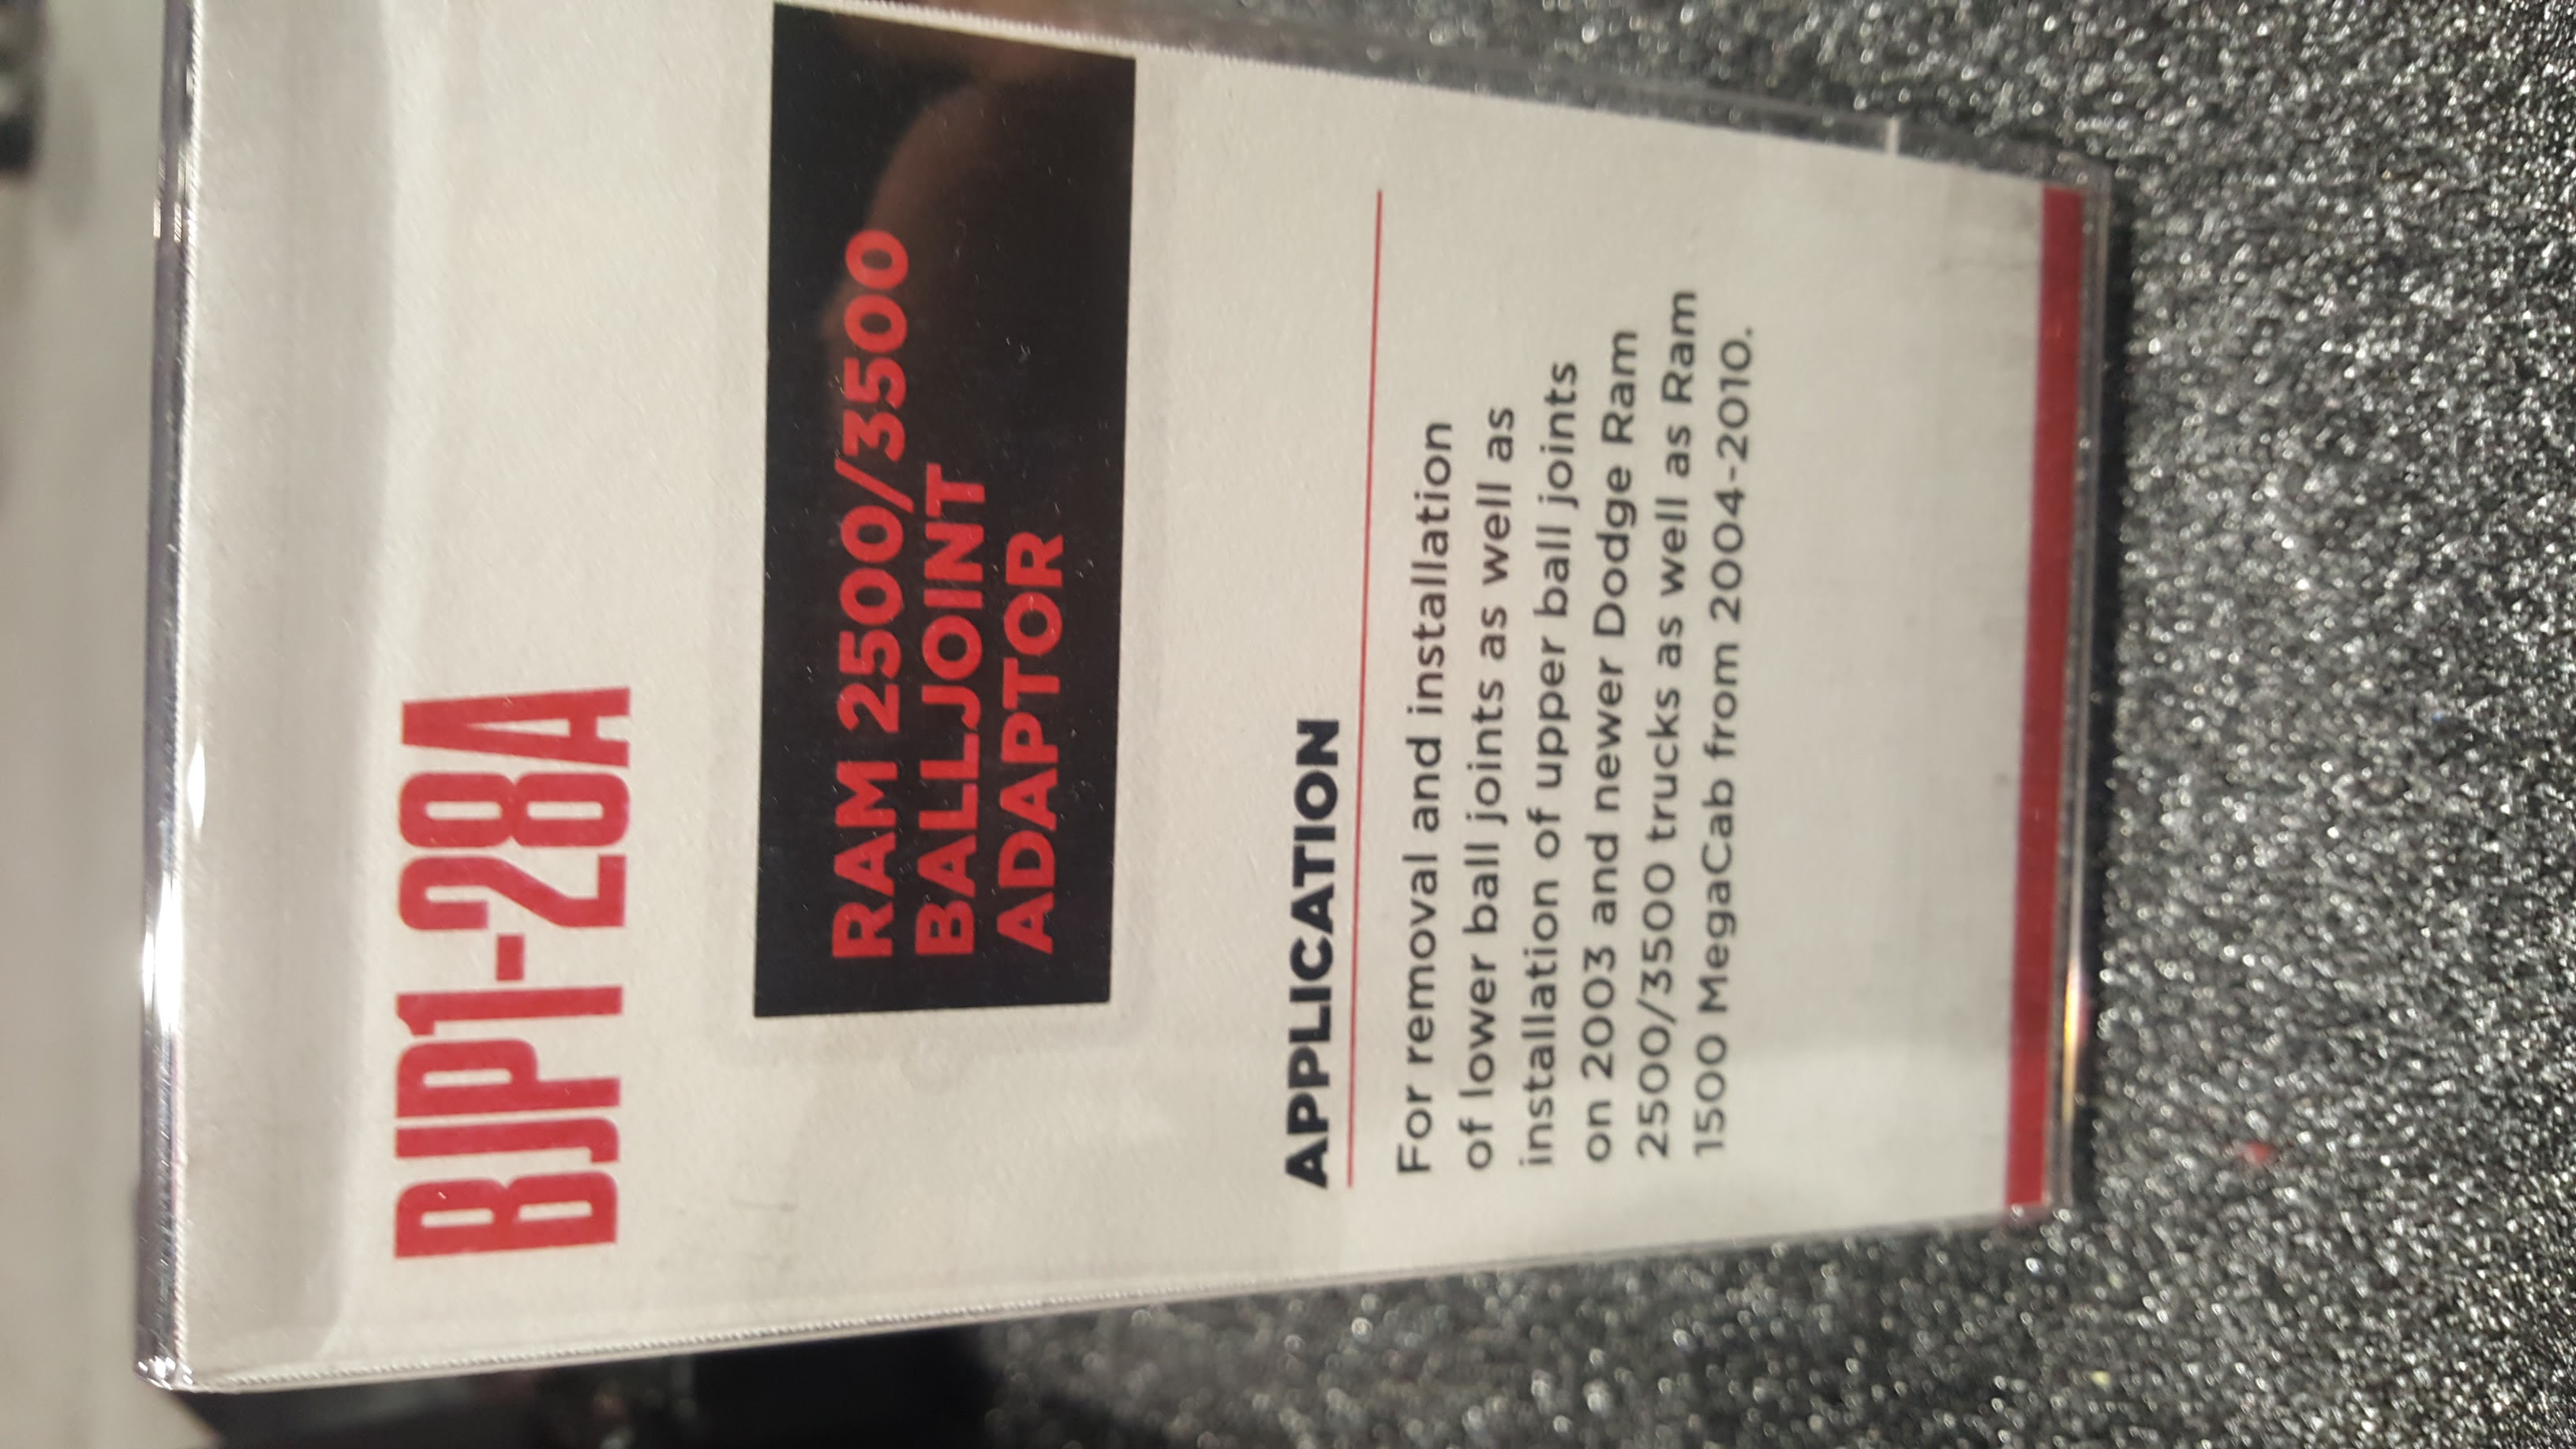 BJP1-28A
RAM 2500/3500
BALLJOINT
ADAPTOR
APPLICATION
For removal and installation
of lower ball joints as well as
installation of upper ball joints
on 2003 and newer Dodge Ram
2500/3500 trucks as well as Ram
1500 MegaCab from 2004-2010.